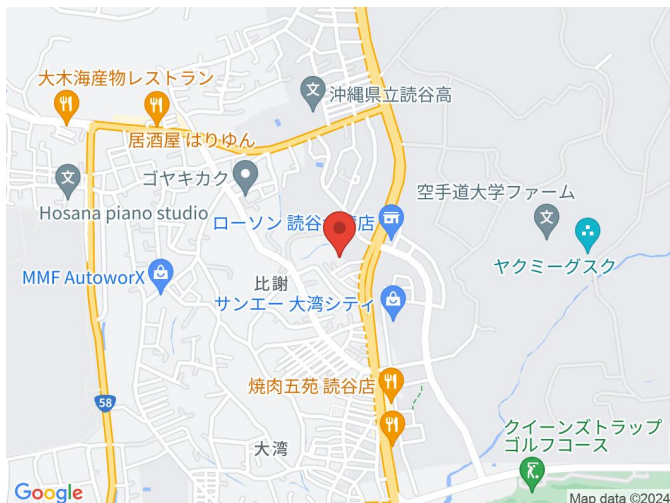 大木海産物レストラン
沖縄県立読谷高
居酒屋 はりゆん
ゴヤキカク
空手道大学ファーム
Hosana piano studio
ローソン 読谷
店
ヤクミーグスク
MMF AutoworX
比謝
サンエー 大湾シティ
焼肉五苑 読谷店
58
クイーンズトラップ
ゴルフコース
大湾
Google
Map data ©2024